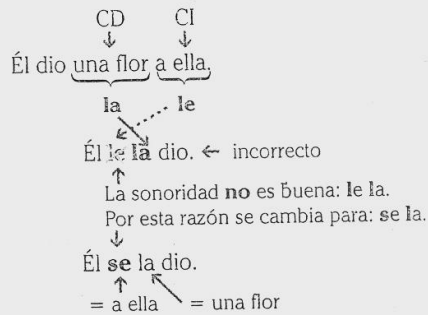 CD CI
Él dio una flor a ella.
la le
Él le la dio. ← incorrecto
La sonoridad no es buena: le la.
Por esta razón se cambia para: se la.
Él se la dio.
= a ella = una flor